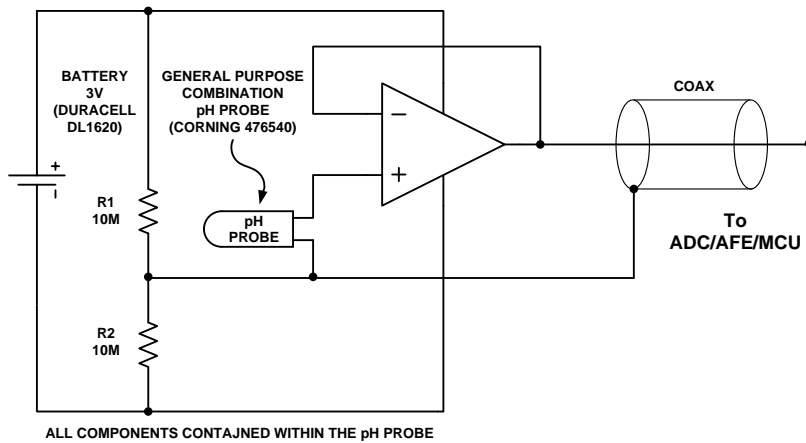 BATTERY
3V
(DURACELL
DL1620)
GENERAL PURPOSE
COMBINATION
pH PROBE
(CORNING 476540)
COAX
+
−
−
+
R1
10M
pH
PROBE
To
ADC/AFE/MCU
R2
10M
ALL COMPONENTS CONTAJNED WITHIN THE pH PROBE